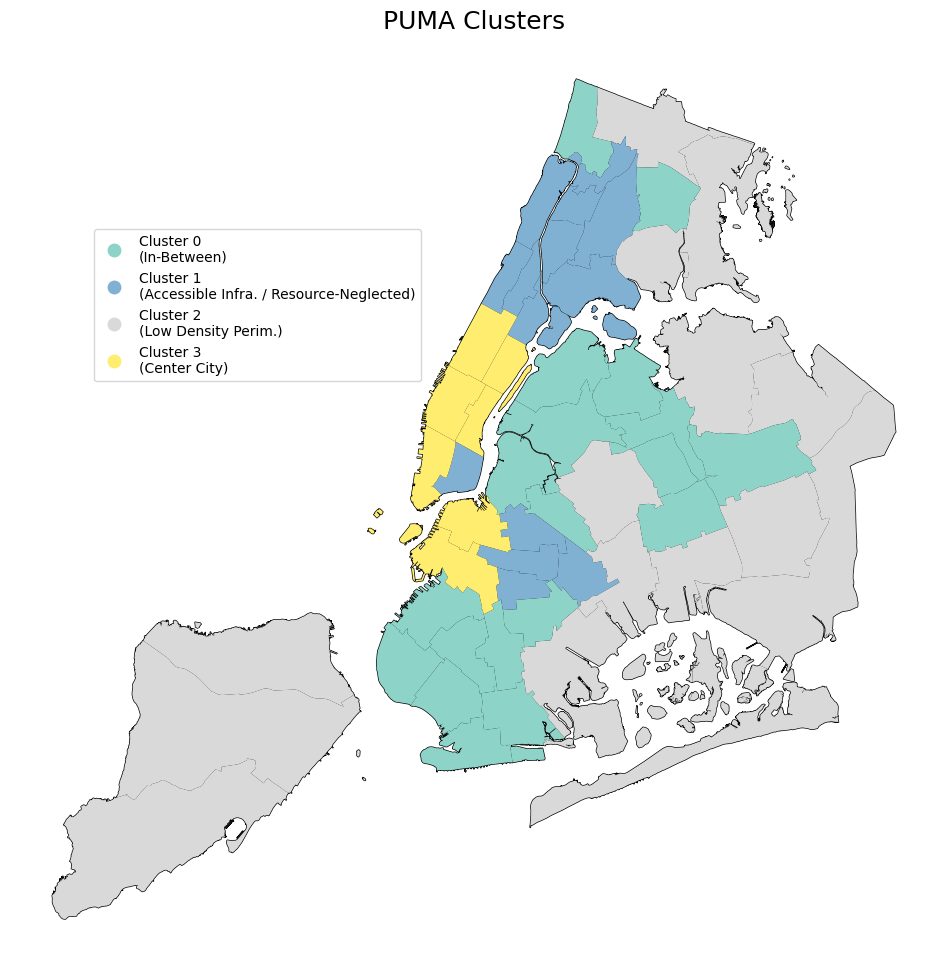 PUMA Clusters
Cluster 0
(In-Between)
Cluster 1
(Accessible Infra. / Resource-Neglected)
Cluster 2
(Low Density Perim.)
Cluster 3
(Center City)